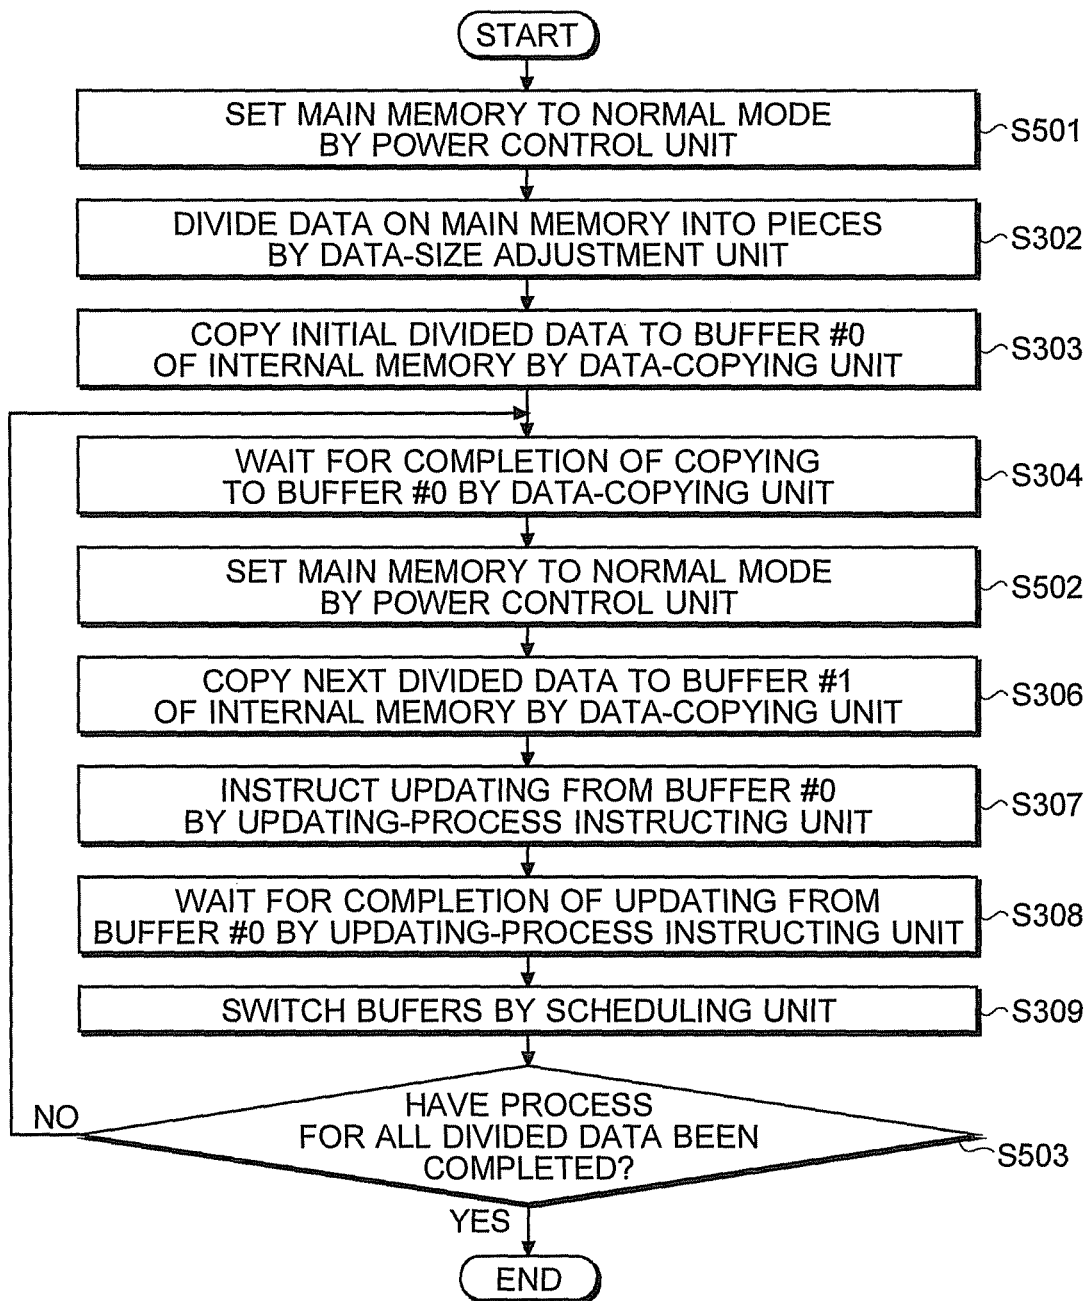 START
SET MAIN MEMORY TO NORMAL MODE
BY POWER CONTROL UNIT
S501
DIVIDE DATA ON MAIN MEMORY INTO PIECES
BY DATA-SIZE ADJUSTMENT UNIT
S302
COPY INITIAL DIVIDED DATA TO BUFFER #0
OF INTERNAL MEMORY BY DATA-COPYING UNIT
S303
WAIT FOR COMPLETION OF COPYING
TO BUFFER #0 BY DATA-COPYING UNIT
S304
SET MAIN MEMORY TO NORMAL MODE
BY POWER CONTROL UNIT
S502
COPY NEXT DIVIDED DATA TO BUFFER #1
OF INTERNAL MEMORY BY DATA-COPYING UNIT
S306
INSTRUCT UPDATING FROM BUFFER #0
BY UPDATING-PROCESS INSTRUCTING UNIT
S307
WAIT FOR COMPLETION OF UPDATING FROM
BUFFER #0 BY UPDATING-PROCESS INSTRUCTING UNIT
S308
SWITCH BUFERS BY SCHEDULING UNIT
S309
NO
HAVE PROCESS
FOR ALL DIVIDED DATA BEEN
COMPLETED?
S503
YES
END